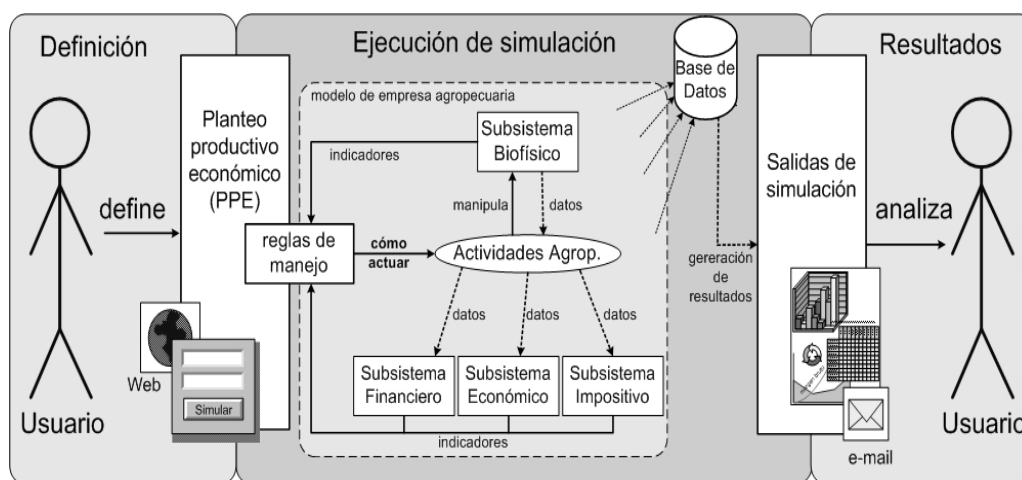 Definición
Ejecución de simulación
Resultados
Base de
Datos
modelo de empresa agropecuaria
Planteo
productivo
económico
(PPE)
Subsistema
Biofísico
indicadores
Salidas de
simulación
define
manipula
datos
analiza
reglas de
manejo
cómo
actuar
Actividades Agrop.
gereración
de
resultados
datos
datos
datos
Subsistema
Financiero
Subsistema
Económico
Subsistema
Impositivo
Web
Simular
margen bruto
Usuario
indicadores
e-mail
Usuario